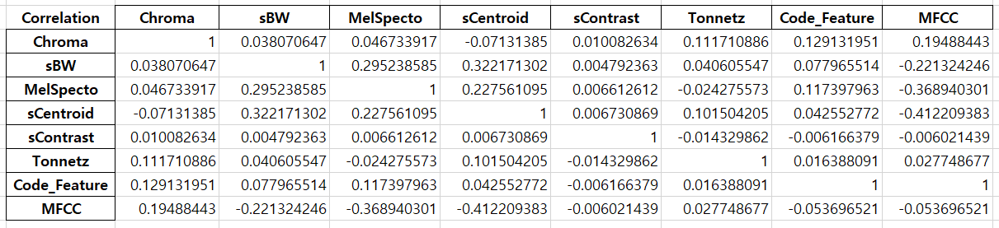 Correlation Chroma sBW MelSpecto sCentroid sContrast Tonnetz Code_Feature MFCC
Chroma 1 0.038070647 0.046733917 -0.07131385 0.010082634 0.111710886 0.129131951 0.19488443
sBW 0.038070647 1 0.295238585 0.322171302 0.004792363 0.040605547 0.077965514 -0.221324246
MelSpecto 0.046733917 0.295238585 1 0.227561095 0.006612612 -0.024275573 0.117397963 -0.368940301
sCentroid -0.07131385 0.322171302 0.227561095 1 0.006730869 0.101504205 0.042552772 -0.412209383
sContrast 0.010082634 0.004792363 0.006612612 0.006730869 1 -0.014329862 -0.006166379 -0.006021439
Tonnetz 0.111710886 0.040605547 -0.024275573 0.101504205 -0.014329862 1 0.016388091 0.027748677
Code_Feature 0.129131951 0.077965514 0.117397963 0.042552772 -0.006166379 0.016388091 1 1
MFCC 0.19488443 -0.221324246 -0.368940301 -0.412209383 -0.006021439 0.027748677 -0.053696521 -0.053696521